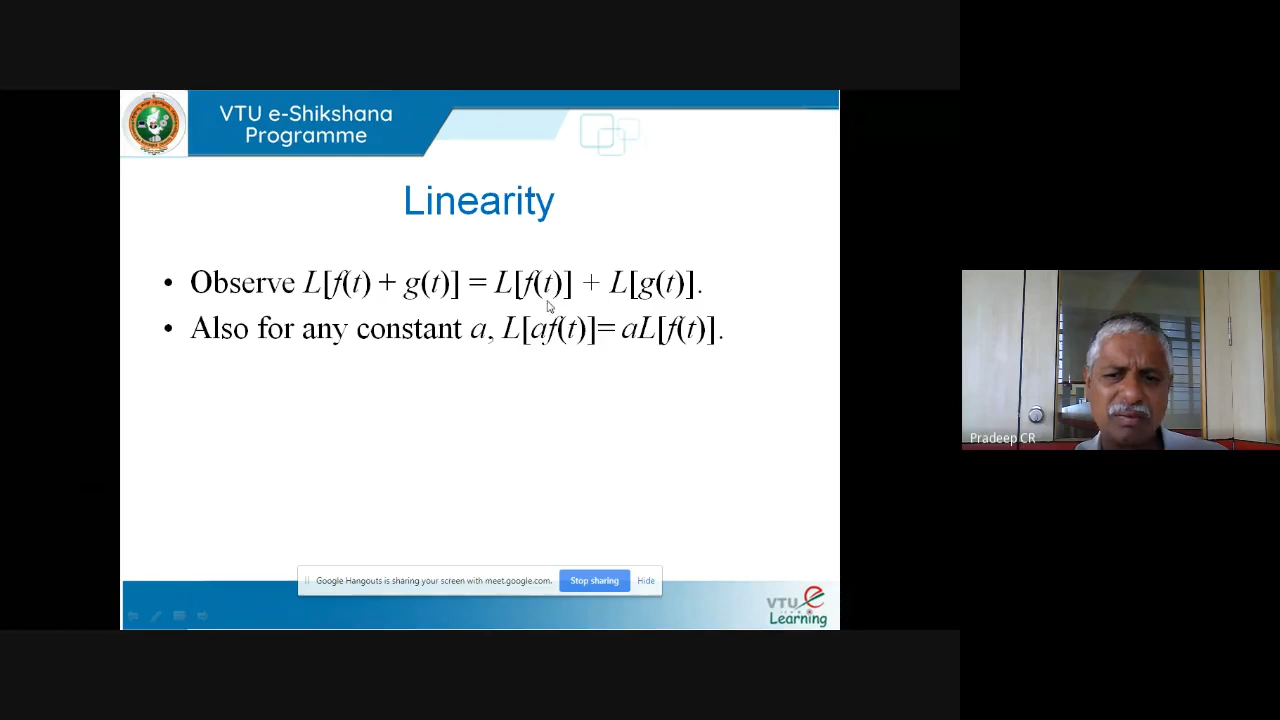 VTU e-Shikshana
Programme
Linearity
• Observe L[f(t) + g(t)] = L[f(t)] + L[g(t)].
• Also for any constant a, L[af(t)]= aL[f(t)].
Pradeep CR
Google Hangouts is sharing your screen with meet.google.com.
Stop sharing
Hide
VTU e
Learning